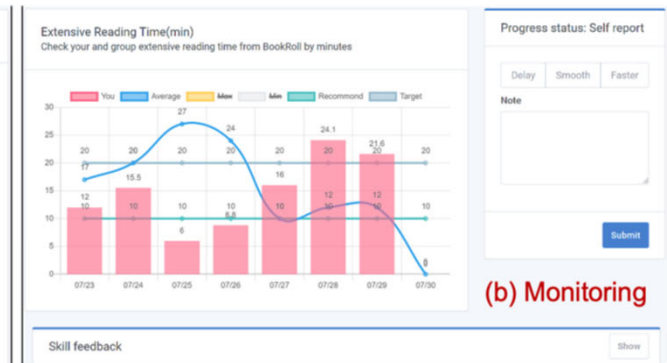 Extensive Reading Time(min)
Check your and group extensive reading time from BookRoll by minutes
You Average Max Min Recommond Target
30
25
20
15
10
5
0
27
24
24.1
21.6
20 20 20 20 20 20 20 20
17
15.5
16
12
12 12
10 10 10 10 10 10
6
8.8
07/23 07/24 07/25 07/26 07/27 07/28 07/29 07/30
Progress status: Self report
Delay Smooth Faster
Note
Submit
(b) Monitoring
Skill feedback
Show